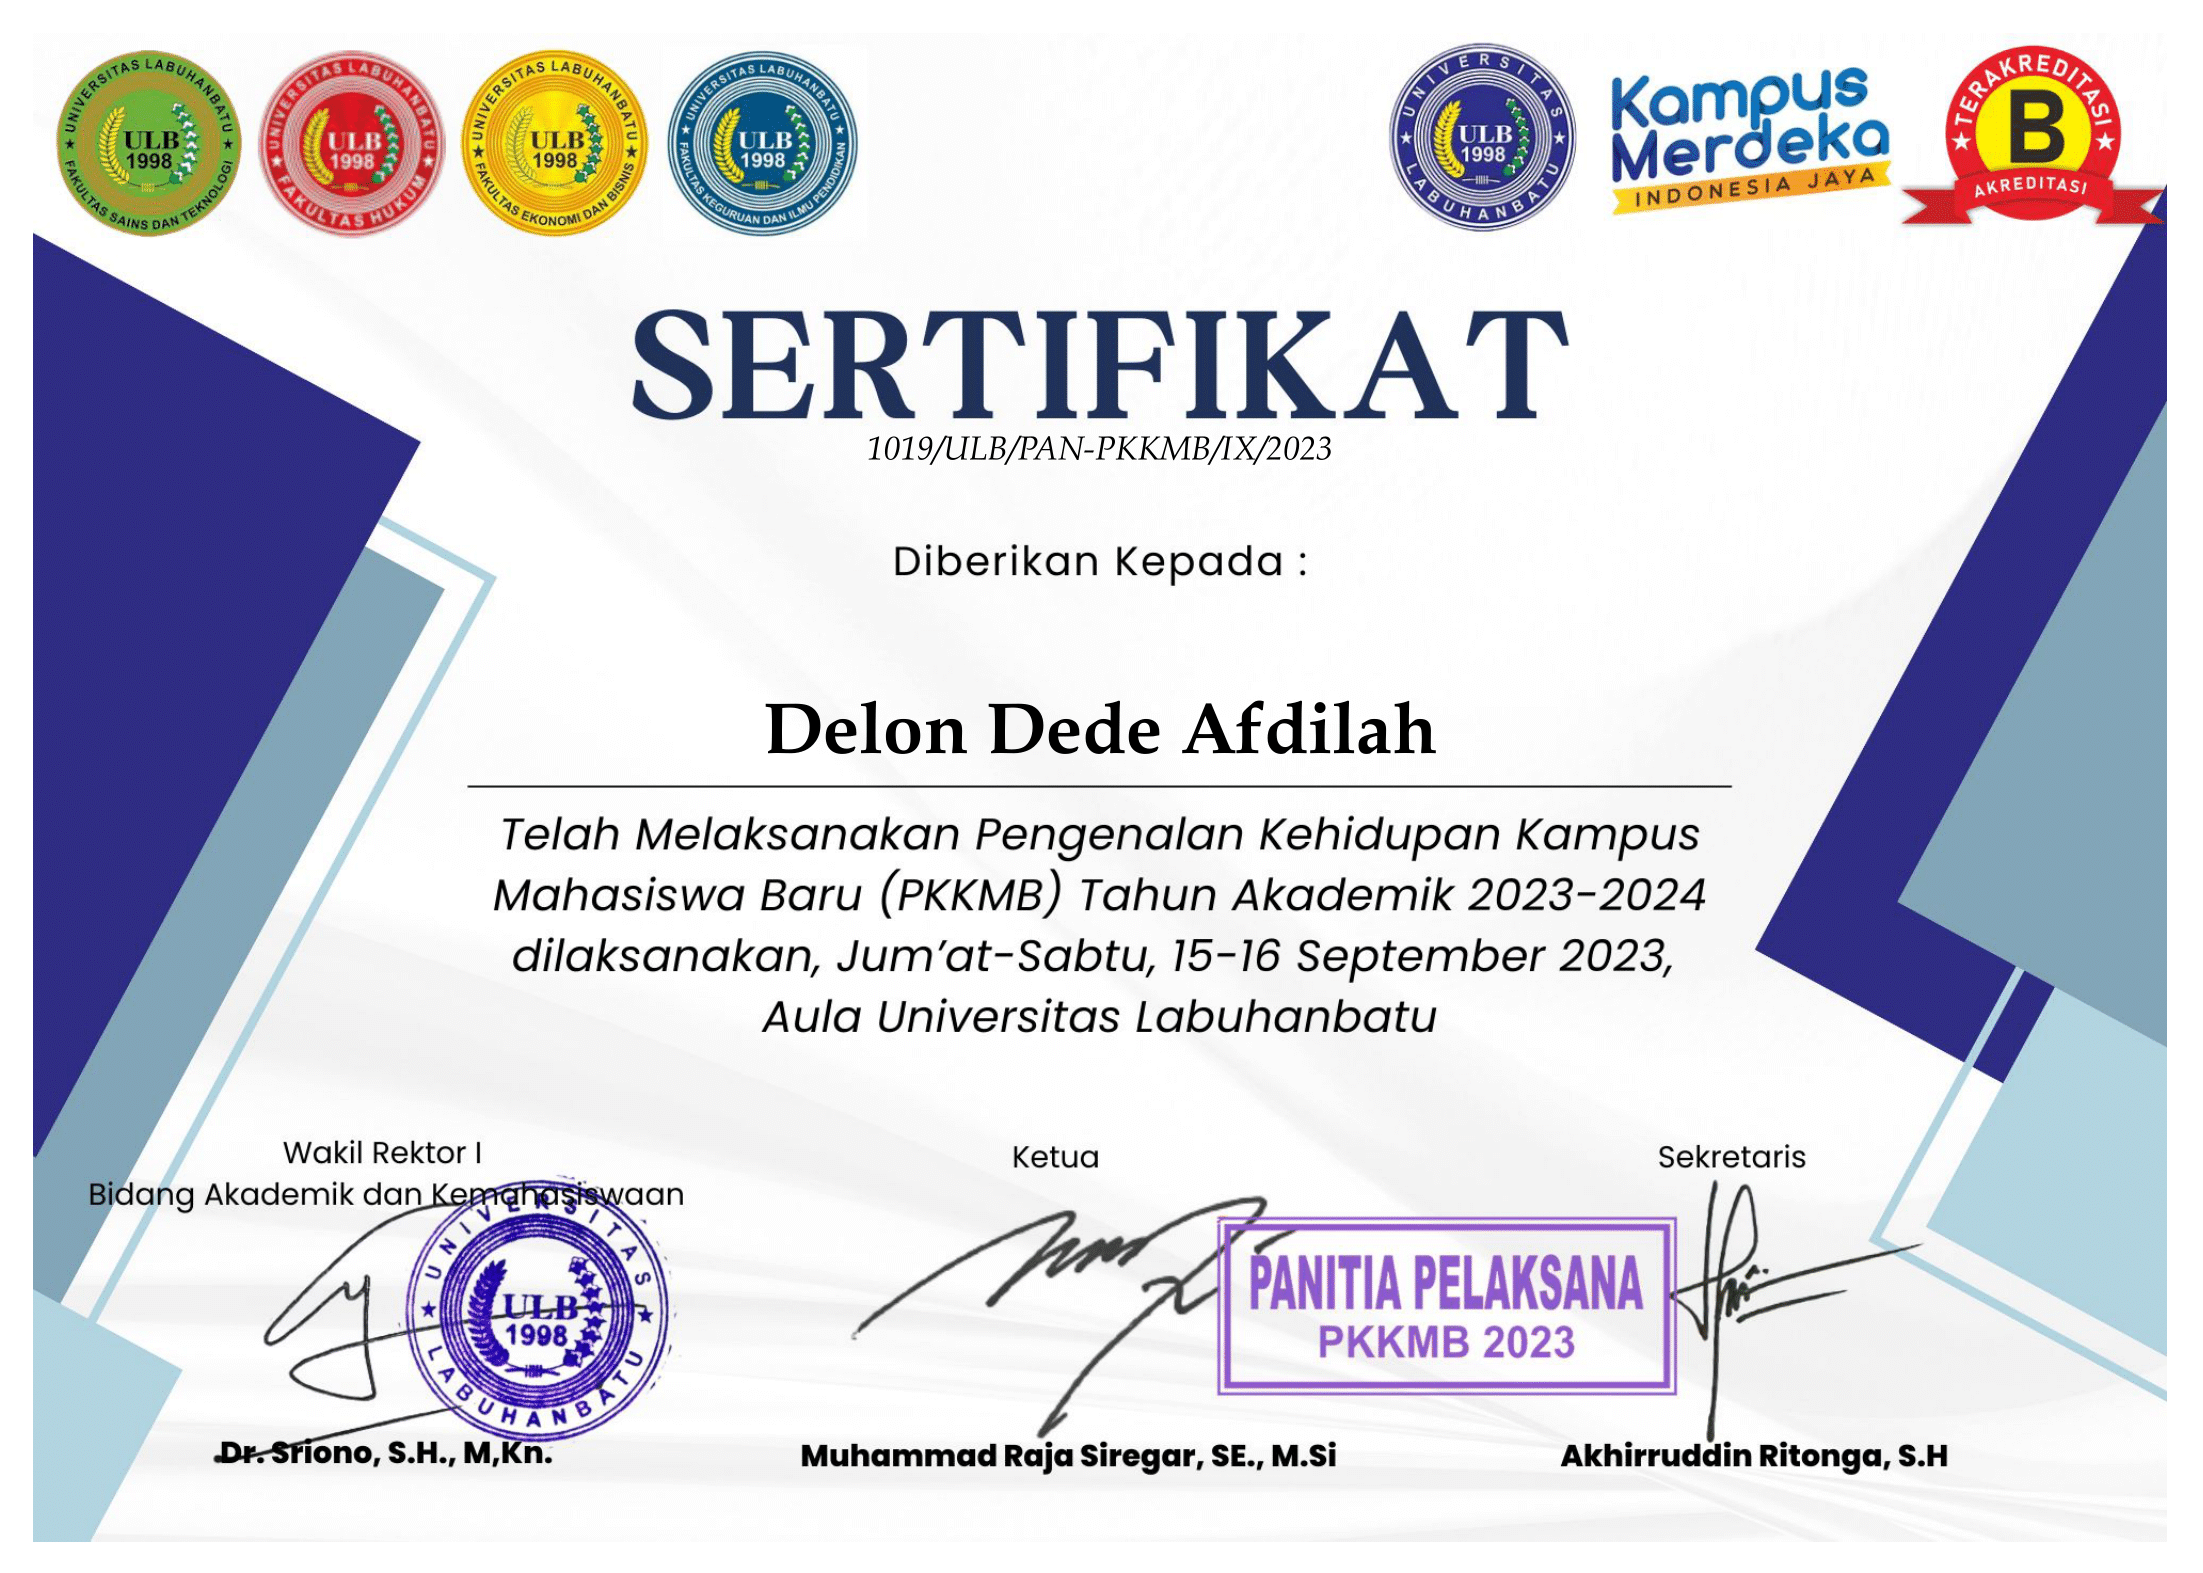 UNIVERSITAS LABUHANBATU
ULB
1998
FAKULTAS SAINS DAN TEKNOLOGI
UNIVERSITAS LABUHANBATU
ULB
1998
FAKULTAS HUKUM
UNIVERSITAS LABUHANBATU
ULB
1998
FAKULTAS EKONOMI DAN BISNIS
UNIVERSITAS LABUHANBATU
ULB
1998
FAKULTAS KEGURUAN DAN ILMU PENDIDIKAN
UNIVERSITAS
ULB
1998
LABUHANBATU
Kampus
Merdeka
INDONESIA JAYA
TERAKREDITASI
B
AKREDITASI
SERTIFIKAT
1019/ULB/PAN-PKKMB/IX/2023
Diberikan Kepada :
Delon Dede Afdilah
Telah Melaksanakan Pengenalan Kehidupan Kampus
Mahasiswa Baru (PKKMB) Tahun Akademik 2023-2024
dilaksanakan, Jum’at-Sabtu, 15-16 September 2023,
Aula Universitas Labuhanbatu
Wakil Rektor I
Bidang Akademik dan Kemahasiswaan
UNIVERSITAS
ULB
1998
LABUHANBATU
Dr. Sriono, S.H., M,Kn.
Ketua
Muhammad Raja Siregar, SE., M.Si
PANITIA PELAKSANA
PKKMB 2023
Sekretaris
Akhirruddin Ritonga, S.H